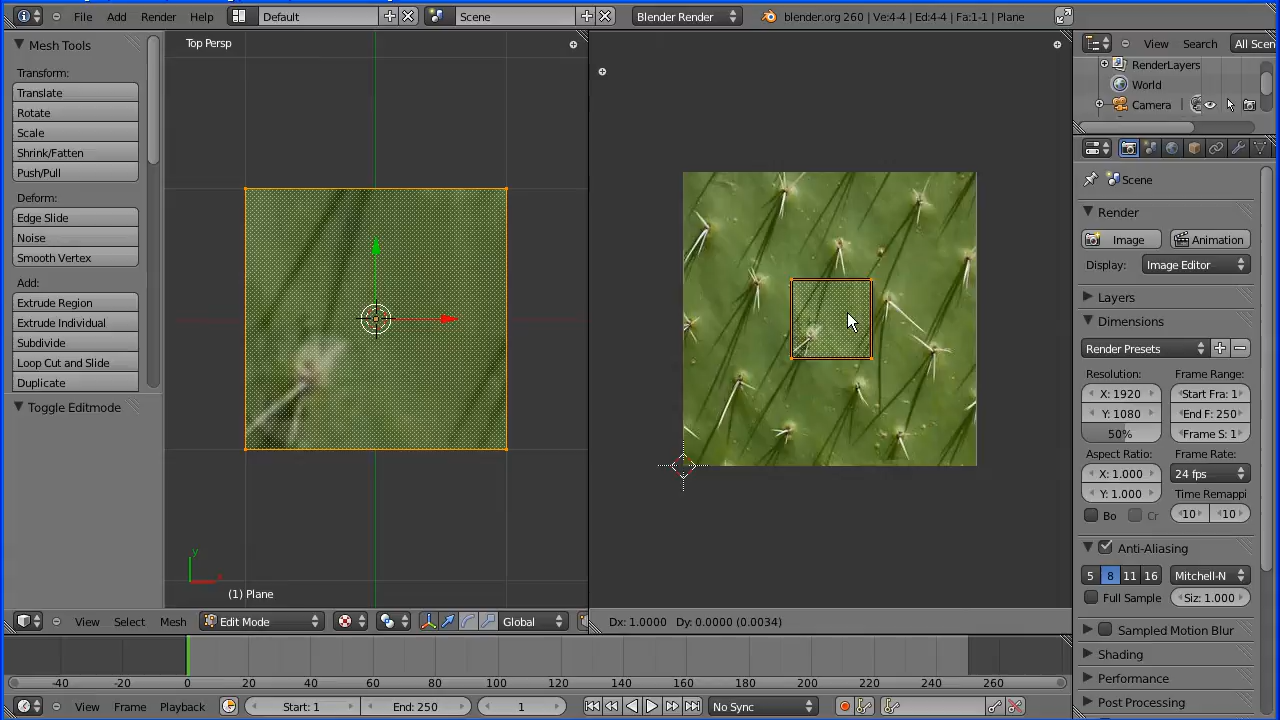 File Add Render Help Default Scene Blender Render blender.org 260 | Ve:4-4 | Ed:4-4 | Fa:1-1 | Plane
Mesh Tools
Transform:
Translate
Rotate
Scale
Shrink/Fatten
Push/Pull
Deform:
Edge Slide
Noise
Smooth Vertex
Add:
Extrude Region
Extrude Individual
Subdivide
Loop Cut and Slide
Duplicate
Toggle Editmode
Top Persp
y
x
(1) Plane
View Select Mesh Edit Mode Global
Dx: 1.0000 Dy: 0.0000 (0.0034)
View Search All Scen
RenderLayers
World
Camera
Scene
Render
Image Animation
Display: Image Editor
Layers
Dimensions
Render Presets
Resolution: Frame Range:
X: 1920 Start Fra: 1
Y: 1080 End F: 250
50% Frame S: 1
Aspect Ratio: Frame Rate:
X: 1.000 24 fps
Y: 1.000 Time Remappi
Bo Cr 10 10
Anti-Aliasing
5 8 11 16 Mitchell-N
Full Sample Siz: 1.000
Sampled Motion Blur
Shading
Performance
Post Processing
-40 -20 0 20 40 60 80 100 120 140 160 180 200 220 240 260
View Frame Playback Start: 1 End: 250 1 No Sync